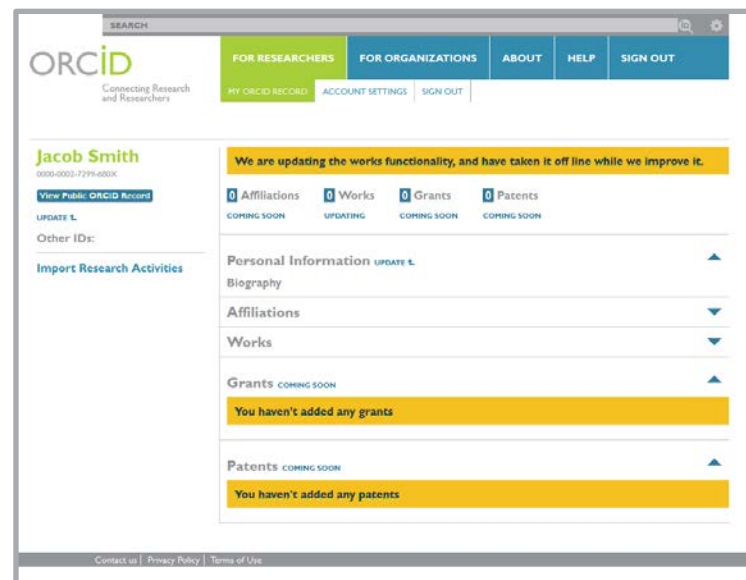 SEARCH
ORCiD
Connecting Research
and Researchers
FOR RESEARCHERS FOR ORGANIZATIONS ABOUT HELP SIGN OUT
MY ORCID RECORD ACCOUNT SETTINGS SIGN OUT
Jacob Smith
0000-0002-7299-680X
View Public ORCID Record
UPDATE
Other IDs:
Import Research Activities
We are updating the works functionality, and have taken it off line while we improve it.
0 Affiliations 0 Works 0 Grants 0 Patents
COMING SOON UPDATING COMING SOON COMING SOON
Personal Information UPDATE
Biography
Affiliations
Works
Grants COMING SOON
You haven't added any grants
Patents COMING SOON
You haven't added any patents
Contact us | Privacy Policy | Terms of Use